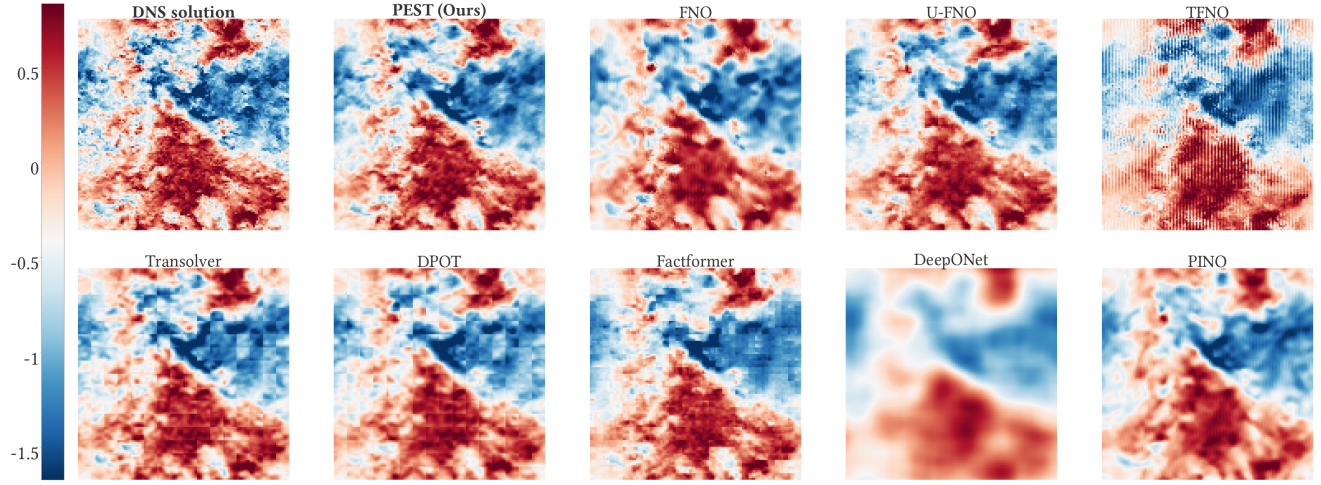 DNS solution
PEST (Ours)
FNO
U-FNO
TFNO
0.5
0
-0.5
-1
-1.5
Transolver
DPOT
Factformer
DeepONet
PINO